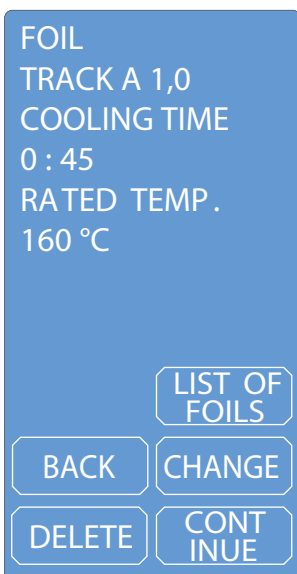 FOIL
TRACK A 1,0
COOLING TIME
0 : 45
RATED TEMP.
160 °C
LIST OF
FOILS
BACK
CHANGE
DELETE
CONT
INUE